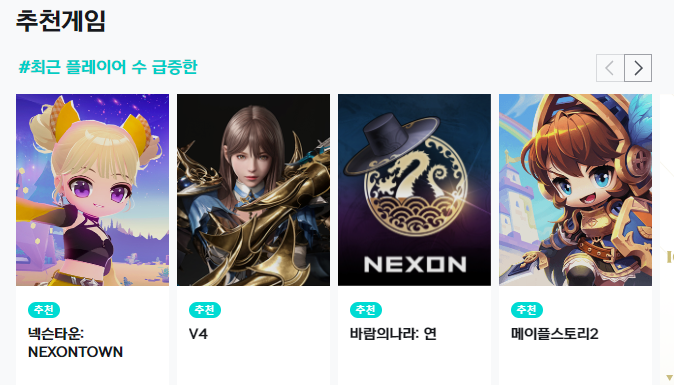 추천게임
#최근 플레이어 수 급증한
NEXON
추천
추천
추천
추천
넥슨타운:
NEXONTOWN
V4
바람의나라: 연
메이플스토리2